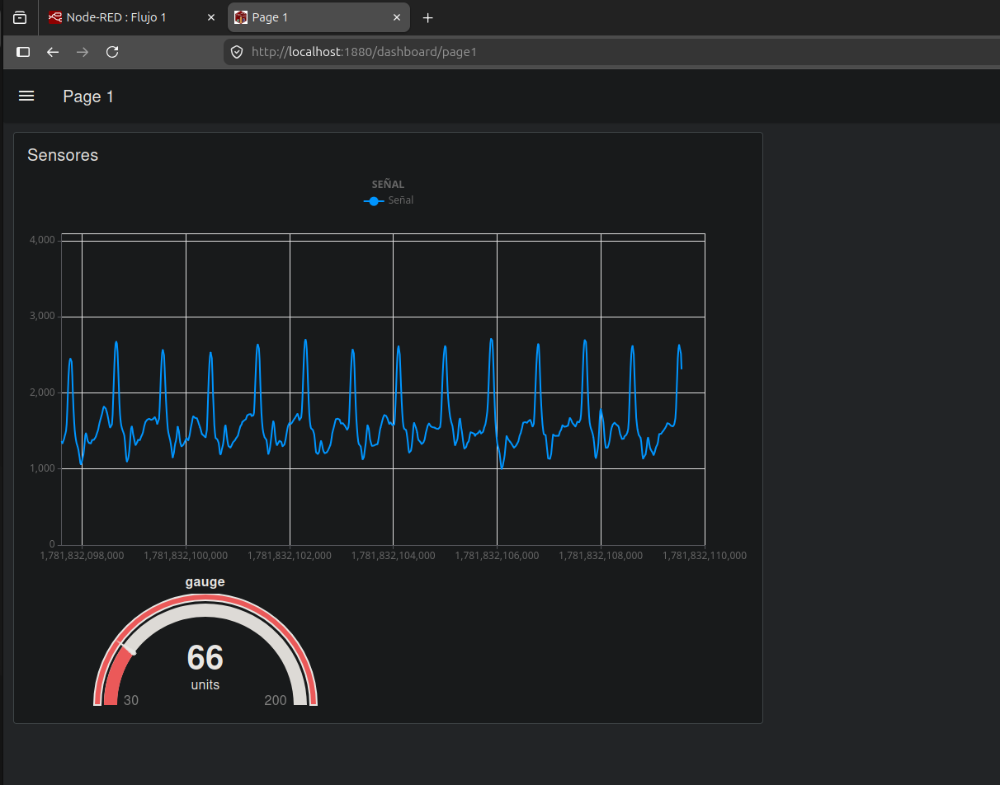 Node-RED : Flujo 1
Page 1
http://localhost:1880/dashboard/page1
Page 1
Sensores
SEÑAL
Señal
4,000
3,000
2,000
1,000
0
1,781,832,098,000 1,781,832,100,000 1,781,832,102,000 1,781,832,104,000 1,781,832,106,000 1,781,832,108,000 1,781,832,110,000
gauge
66
units
30 200